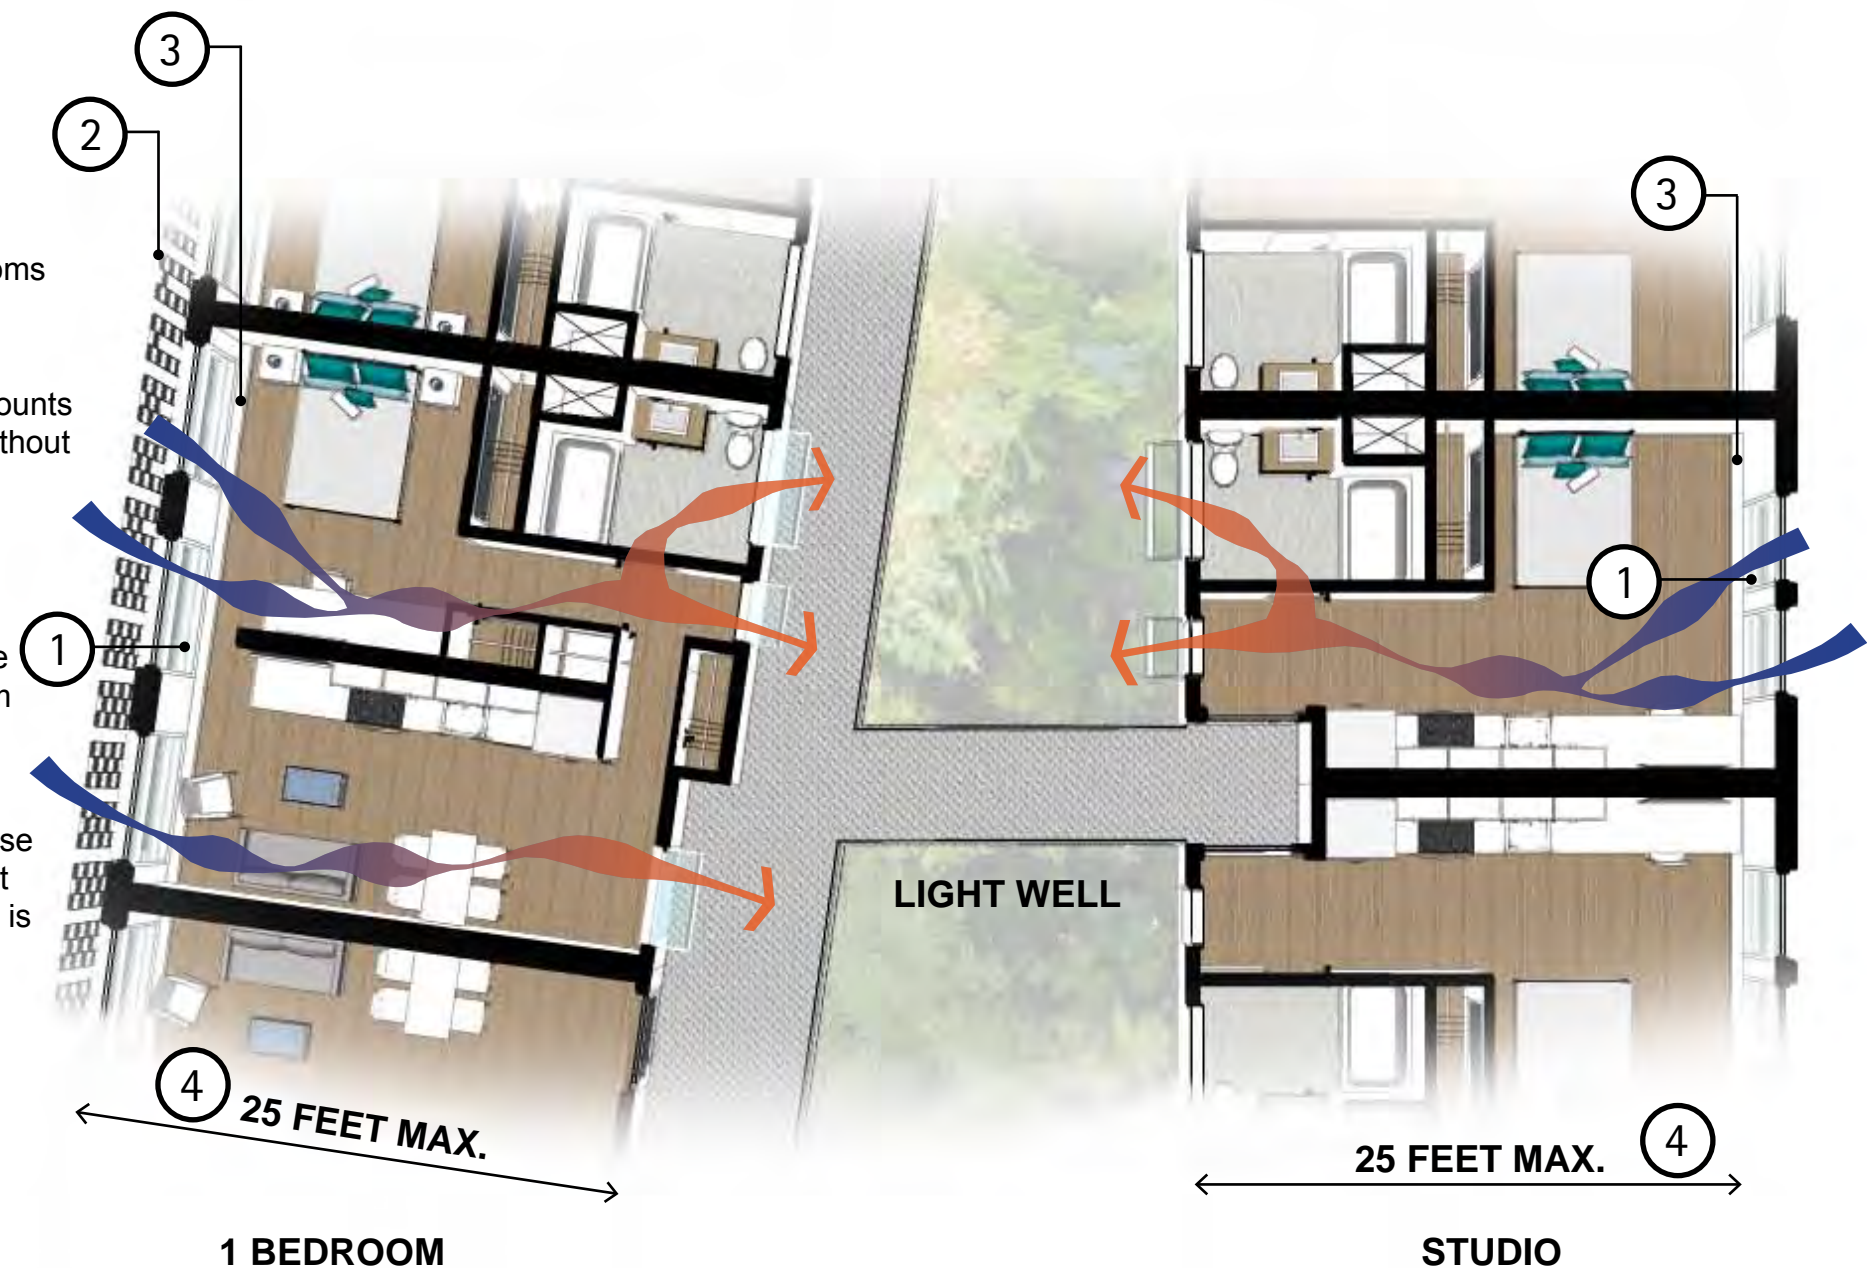 3
2
3
oms
ounts
thout
1
e
n
1
se
t
is
LIGHT WELL
4
25 FEET MAX.
25 FEET MAX.
4
1 BEDROOM
STUDIO